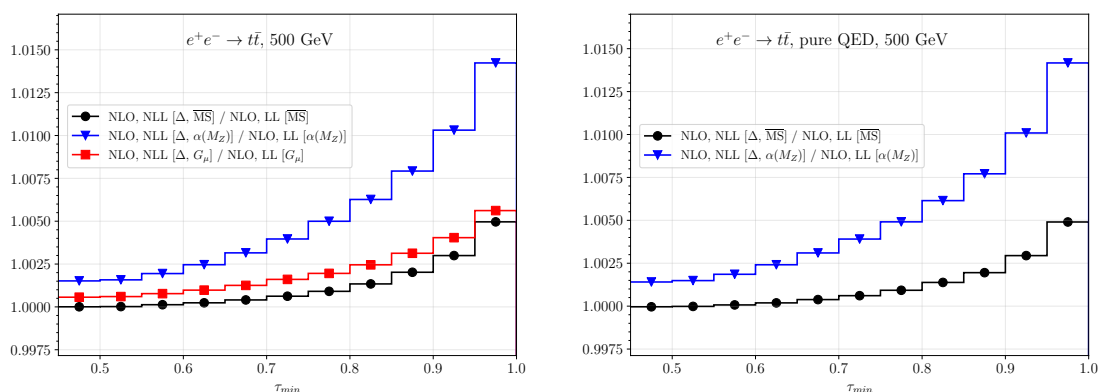 e⁺e⁻ → tt̄, 500 GeV
1.0150
1.0125
1.0100
1.0075
1.0050
1.0025
1.0000
0.9975
NLO, NLL [Δ, M̅S̅] / NLO, LL [M̅S̅]
NLO, NLL [Δ, α(M_Z)] / NLO, LL [α(M_Z)]
NLO, NLL [Δ, G_μ] / NLO, LL [G_μ]
0.5 0.6 0.7 0.8 0.9 1.0
τ_min
e⁺e⁻ → tt̄, pure QED, 500 GeV
1.0150
1.0125
1.0100
1.0075
1.0050
1.0025
1.0000
0.9975
NLO, NLL [Δ, M̅S̅] / NLO, LL [M̅S̅]
NLO, NLL [Δ, α(M_Z)] / NLO, LL [α(M_Z)]
0.5 0.6 0.7 0.8 0.9 1.0
τ_min